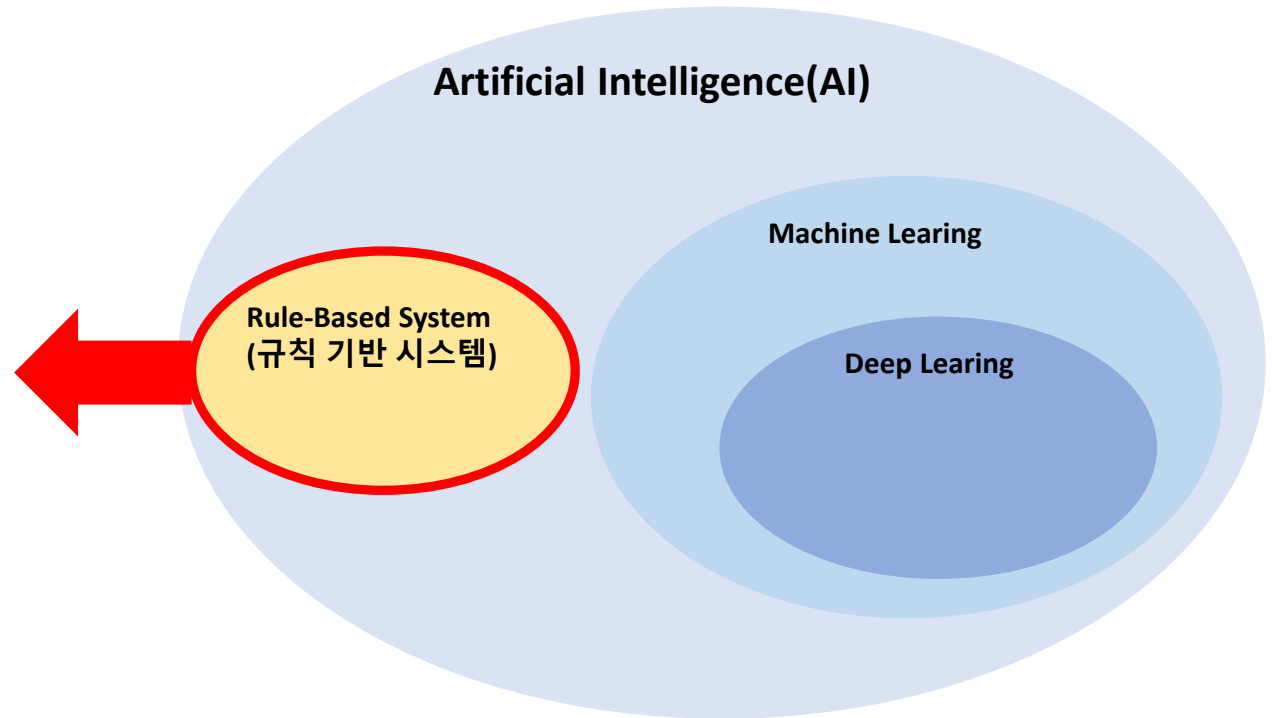 Artificial Intelligence(AI)
Machine Learing
Rule-Based System
(규칙 기반 시스템)
Deep Learing